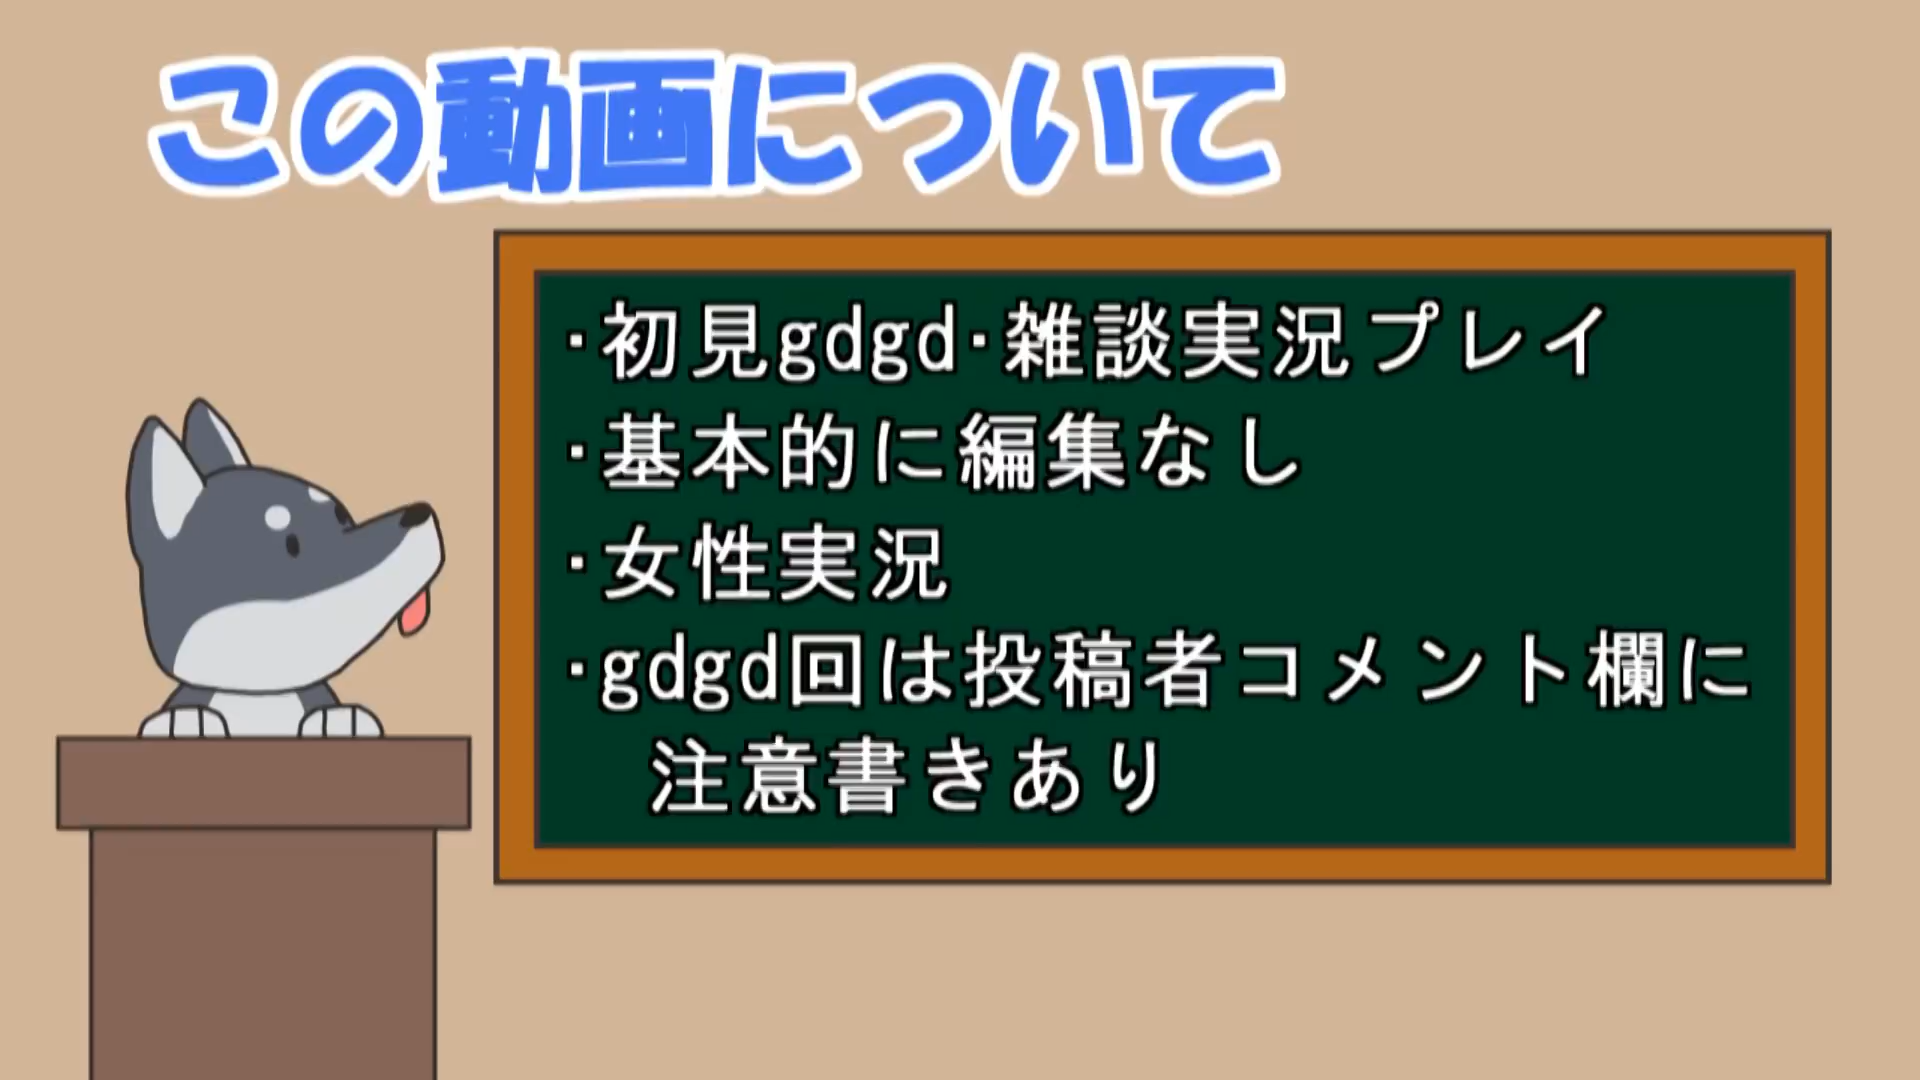 この動画について
・初見gdgd・雑談実況プレイ
・基本的に編集なし
・女性実況
・gdgd回は投稿者コメント欄に
注意書きあり